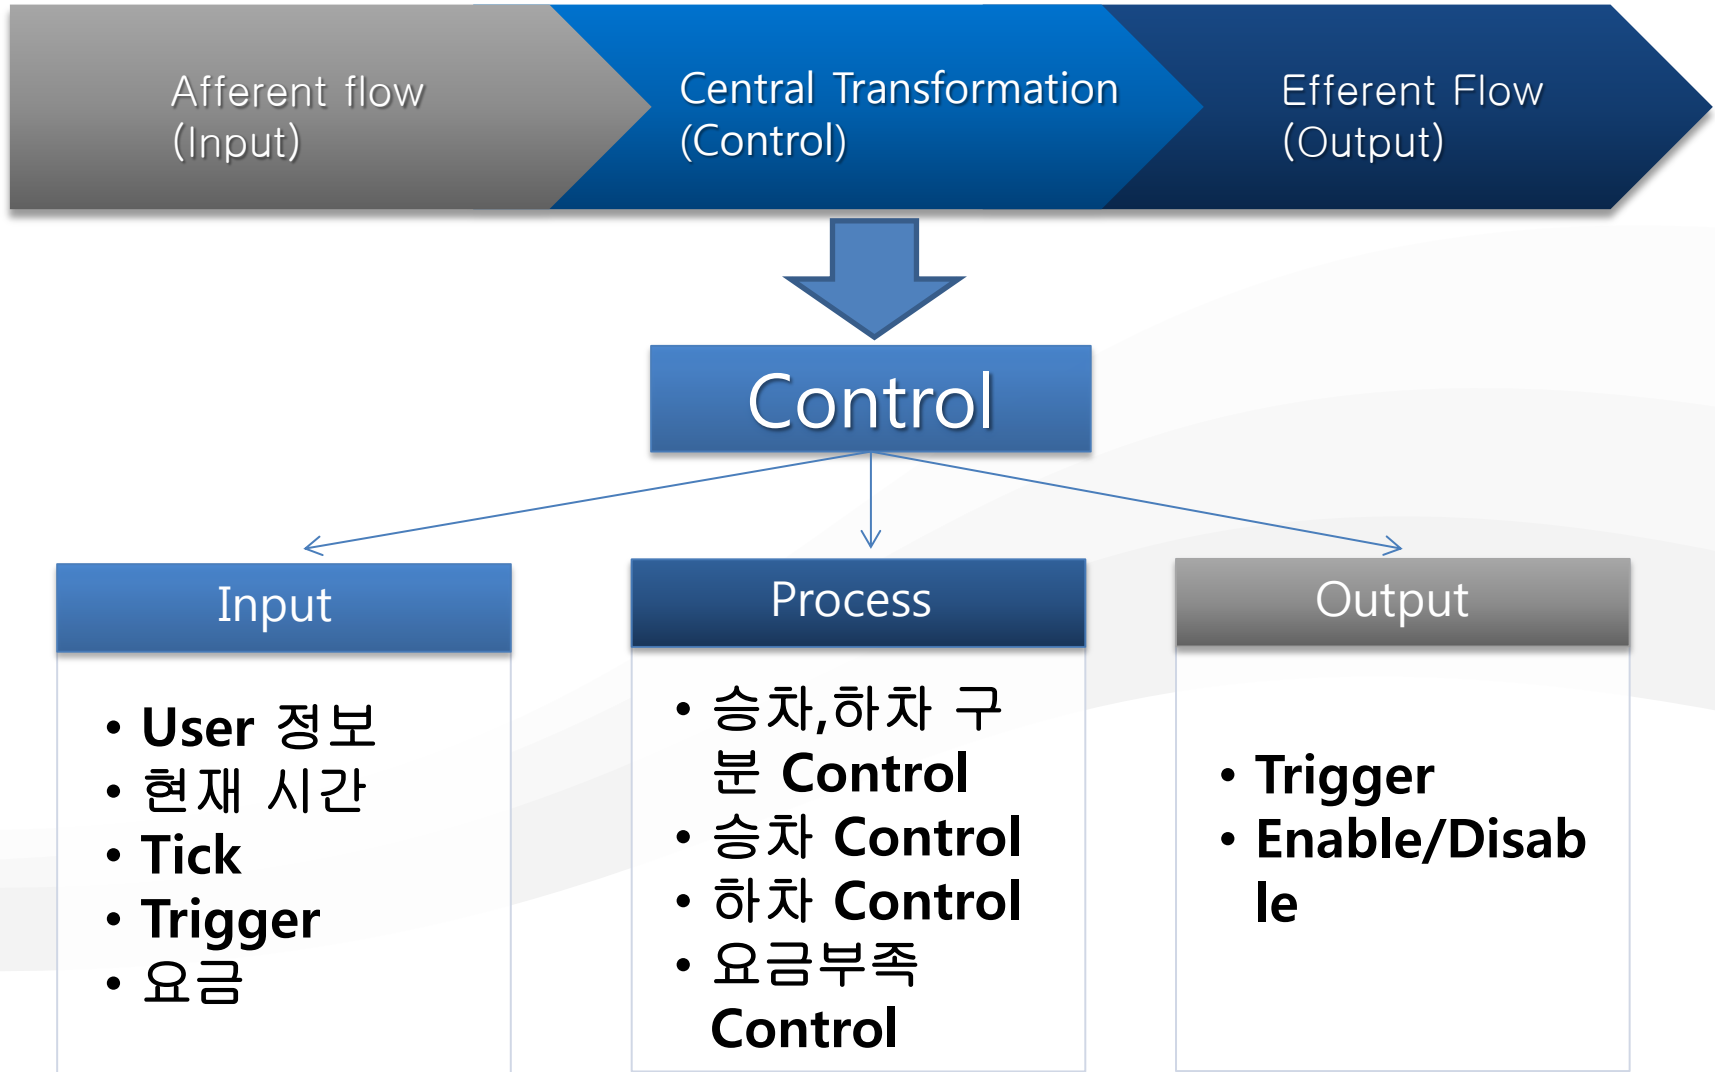 Afferent flow
(Input)
Central Transformation
(Control)
Efferent Flow
(Output)
Control
Input
• User 정보
• 현재 시간
• Tick
• Trigger
• 요금
Process
• 승차,하차 구
분 Control
• 승차 Control
• 하차 Control
• 요금부족
Control
Output
• Trigger
• Enable/Disab
le